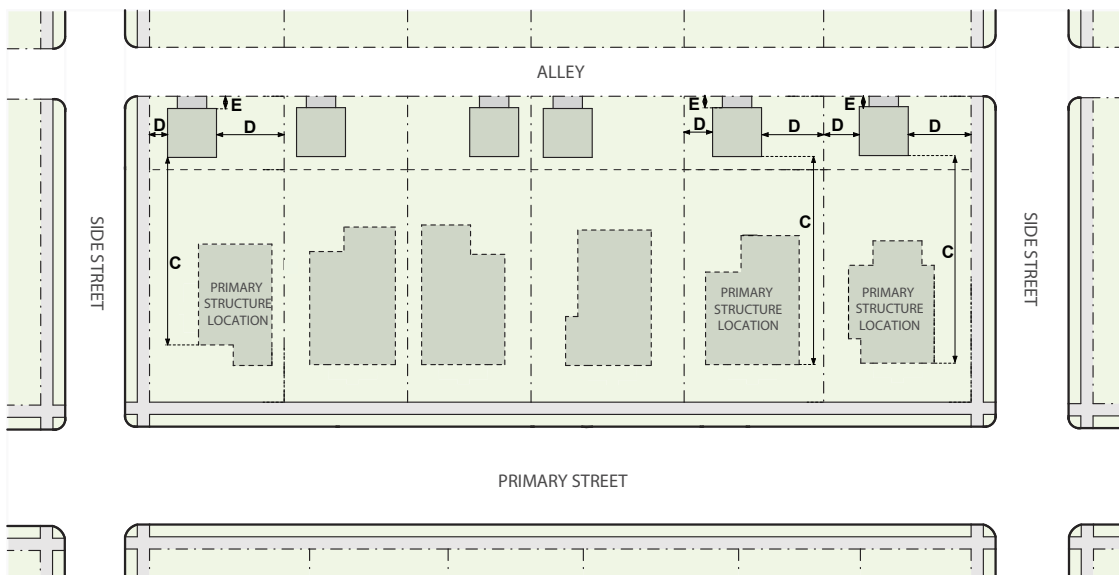 ALLEY
E
E
E
D
D
D
D
D
D
SIDE STREET
SIDE STREET
C
C
C
PRIMARY
STRUCTURE
LOCATION
PRIMARY
STRUCTURE
LOCATION
PRIMARY
STRUCTURE
LOCATION
PRIMARY STREET